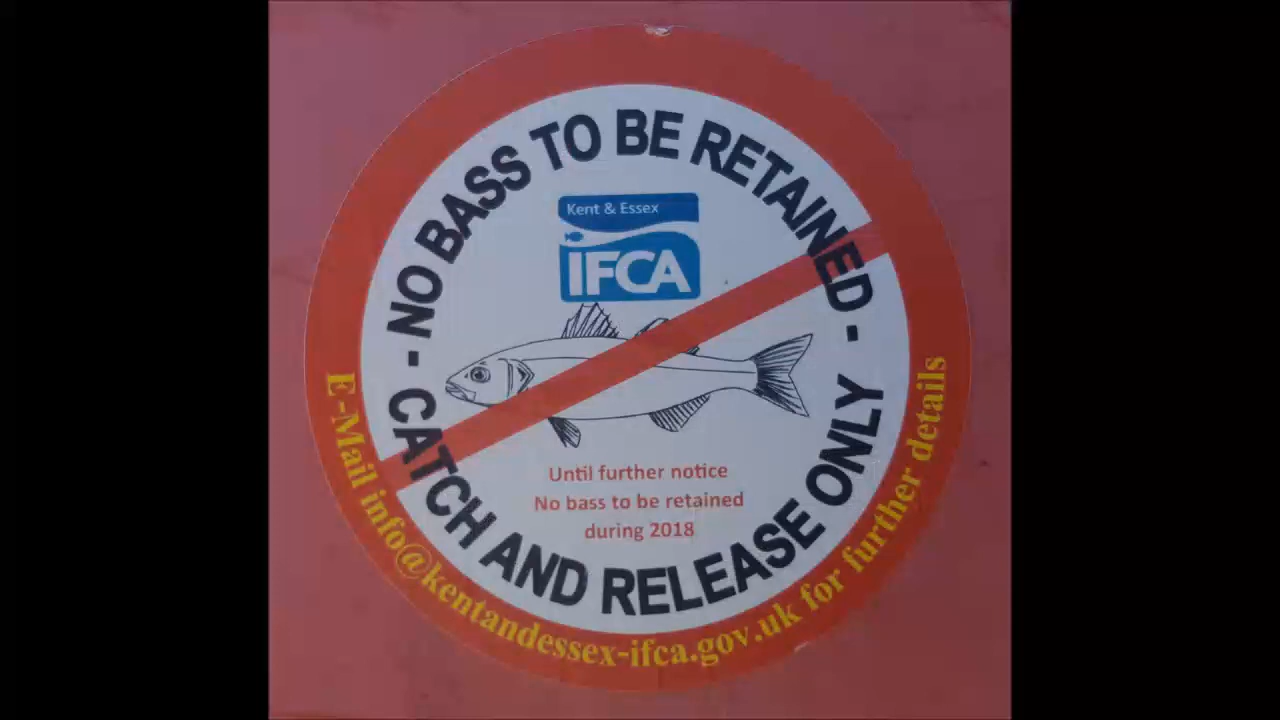 - NO BASS TO BE RETAINED -
Kent & Essex
IFCA
Until further notice
No bass to be retained
during 2018
CATCH AND RELEASE ONLY
E-Mail info@kentandessex-ifca.gov.uk for further details